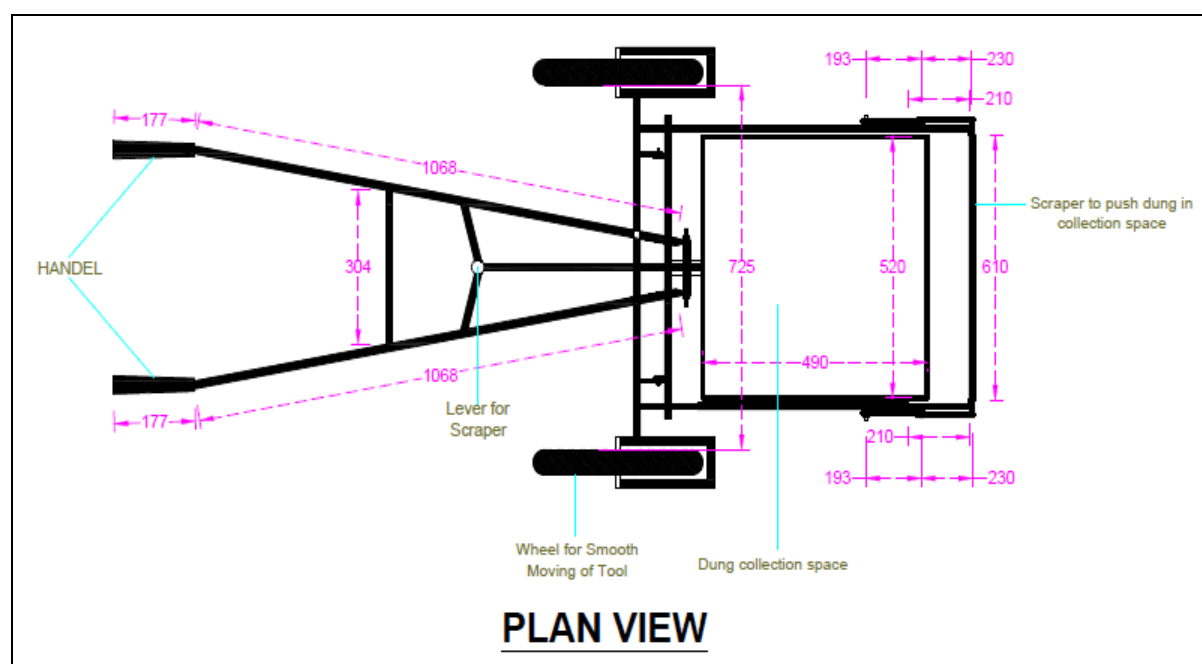 193
230
210
177
1068
Scraper to push dung in
collection space
HANDEL
304
725
520
610
490
1068
177
Lever for
Scraper
210
193
230
Wheel for Smooth
Moving of Tool
Dung collection space
PLAN VIEW